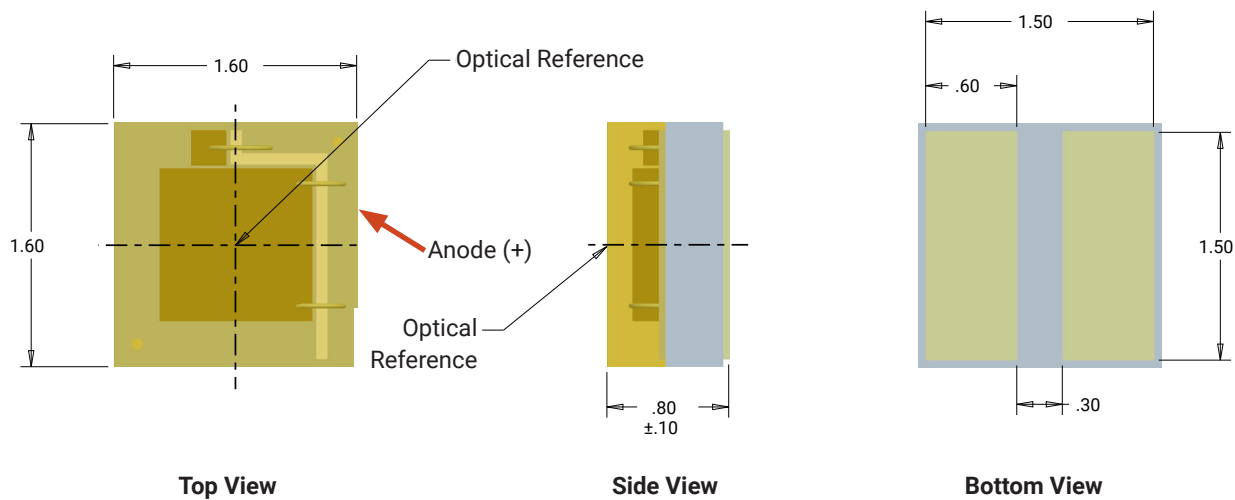 1.60
Optical Reference
1.60
Anode (+)
Top View
Optical
Reference
.80
±.10
Side View
1.50
.60
1.50
.30
Bottom View